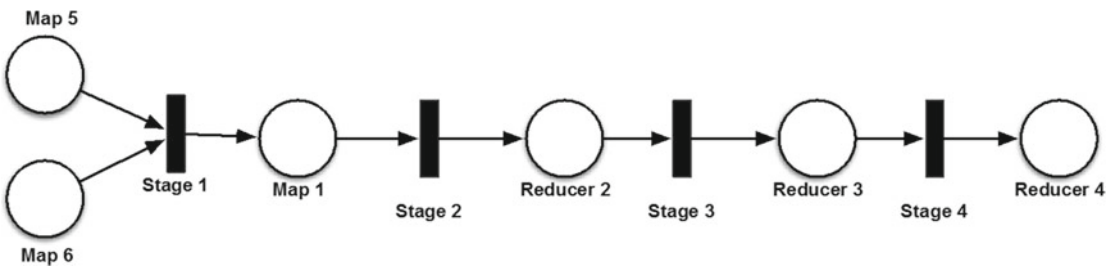 Map 5
Map 6
Stage 1
Map 1
Stage 2
Reducer 2
Stage 3
Reducer 3
Stage 4
Reducer 4